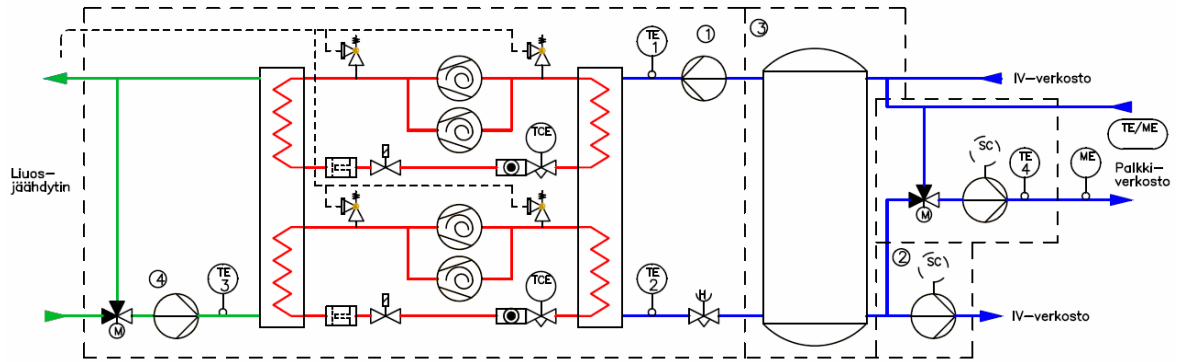 TE
1
1
3
IV-verkosto
TE/ME
TCE
SC
TE
4
ME
Liuos-
jäähdytin
Palkki-
verkosto
M
4
TE
3
TCE
TE
2
H
2
SC
M
IV-verkosto